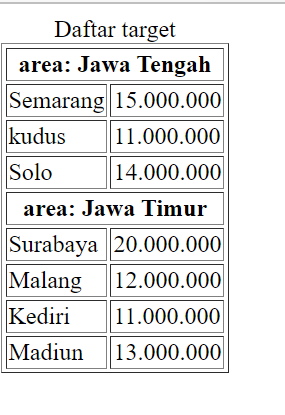 Daftar target
area: Jawa Tengah
Semarang 15.000.000
kudus 11.000.000
Solo 14.000.000
area: Jawa Timur
Surabaya 20.000.000
Malang 12.000.000
Kediri 11.000.000
Madiun 13.000.000